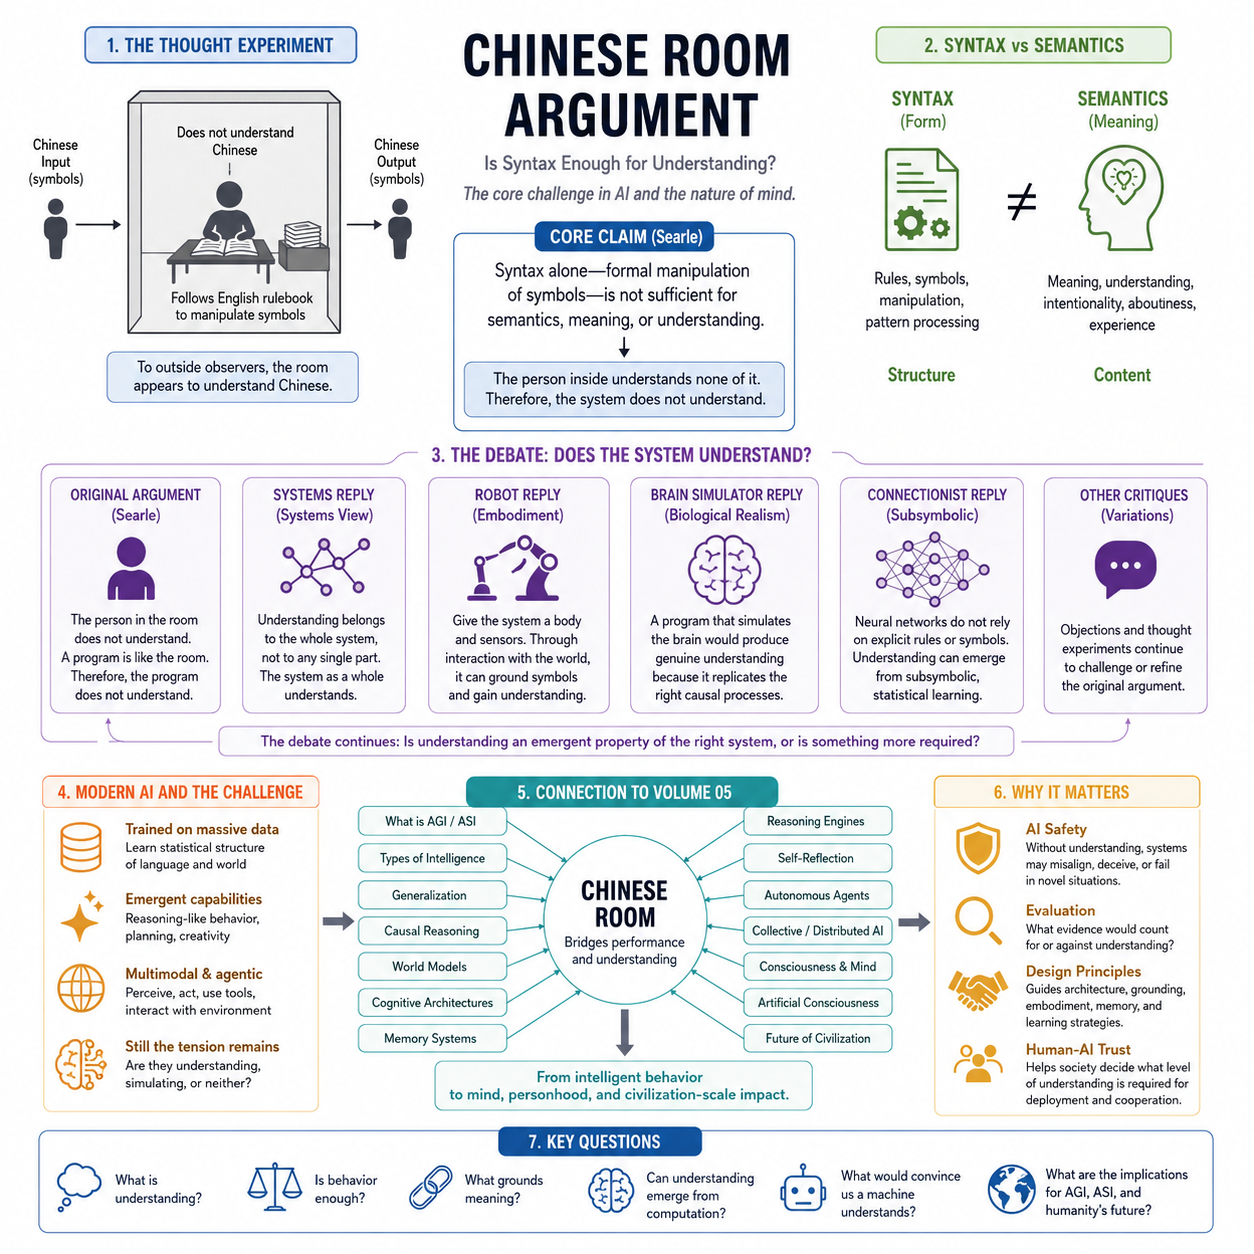 1. THE THOUGHT EXPERIMENT
Chinese
Input
(symbols)
Does not understand
Chinese
Follows English rulebook
to manipulate symbols
Chinese
Output
(symbols)
To outside observers, the room
appears to understand Chinese.
CHINESE ROOM
ARGUMENT
Is Syntax Enough for Understanding?
The core challenge in AI and the nature of mind.
CORE CLAIM (Searle)
Syntax alone—formal manipulation
of symbols—is not sufficient for
semantics, meaning, or understanding.
The person inside understands none of it.
Therefore, the system does not understand.
2. SYNTAX vs SEMANTICS
SYNTAX
(Form)
Rules, symbols,
manipulation,
pattern processing
Structure
≠
SEMANTICS
(Meaning)
Meaning, understanding,
intentionality, aboutness,
experience
Content
3. THE DEBATE: DOES THE SYSTEM UNDERSTAND?
ORIGINAL ARGUMENT
(Searle)
The person in the room
does not understand.
A program is like the room.
Therefore, the program
does not understand.
SYSTEMS REPLY
(Systems View)
Understanding belongs
to the whole system,
not to any single part.
The system as a whole
understands.
ROBOT REPLY
(Embodiment)
Give the system a body
and sensors. Through
interaction with the world,
it can ground symbols
and gain understanding.
BRAIN SIMULATOR REPLY
(Biological Realism)
A program that simulates
the brain would produce
genuine understanding
because it replicates the
right causal processes.
CONNECTIONIST REPLY
(Subsymbolic)
Neural networks do not rely
on explicit rules or symbols.
Understanding can emerge
from subsymbolic,
statistical learning.
OTHER CRITIQUES
(Variations)
Objections and thought
experiments continue
to challenge or refine
the original argument.
The debate continues: Is understanding an emergent property of the right system, or is something more required?
4. MODERN AI AND THE CHALLENGE
Trained on massive data
Learn statistical structure
of language and world
Emergent capabilities
Reasoning-like behavior,
planning, creativity
Multimodal & agentic
Perceive, act, use tools,
interact with environment
Still the tension remains
Are they understanding,
simulating, or neither?
5. CONNECTION TO VOLUME 05
What is AGI / ASI
Types of Intelligence
Generalization
Causal Reasoning
World Models
Cognitive Architectures
Memory Systems
CHINESE
ROOM
Bridges performance
and understanding
Reasoning Engines
Self-Reflection
Autonomous Agents
Collective / Distributed AI
Consciousness & Mind
Artificial Consciousness
Future of Civilization
From intelligent behavior
to mind, personhood, and civilization-scale impact.
6. WHY IT MATTERS
AI Safety
Without understanding, systems
may misalign, deceive, or fail
in novel situations.
Evaluation
What evidence would count
for or against understanding?
Design Principles
Guides architecture, grounding,
embodiment, memory, and
learning strategies.
Human-AI Trust
Helps society decide what level
of understanding is required for
deployment and cooperation.
7. KEY QUESTIONS
What is
understanding?
Is behavior
enough?
What grounds
meaning?
Can understanding
emerge from
computation?
What would convince
us a machine
understands?
What are the implications
for AGI, ASI, and
humanity's future?